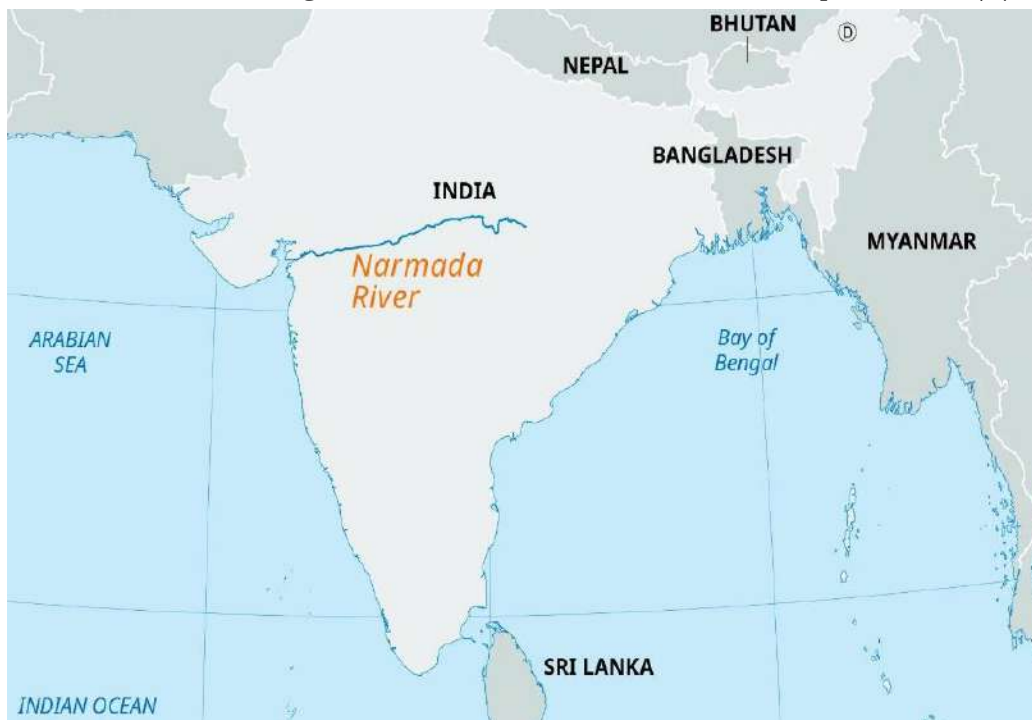 BHUTAN
D
NEPAL
BANGLADESH
INDIA
MYANMAR
Narmada
River
ARABIAN
SEA
Bay of
Bengal
SRI LANKA
INDIAN OCEAN